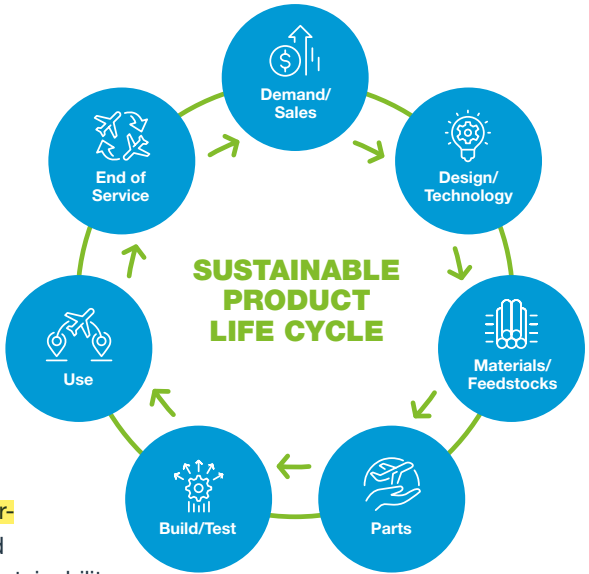 Demand/
Sales
Design/
Technology
Materials/
Feedstocks
Parts
Build/Test
Use
End of
Service
SUSTAINABLE
PRODUCT
LIFE CYCLE
r-
d